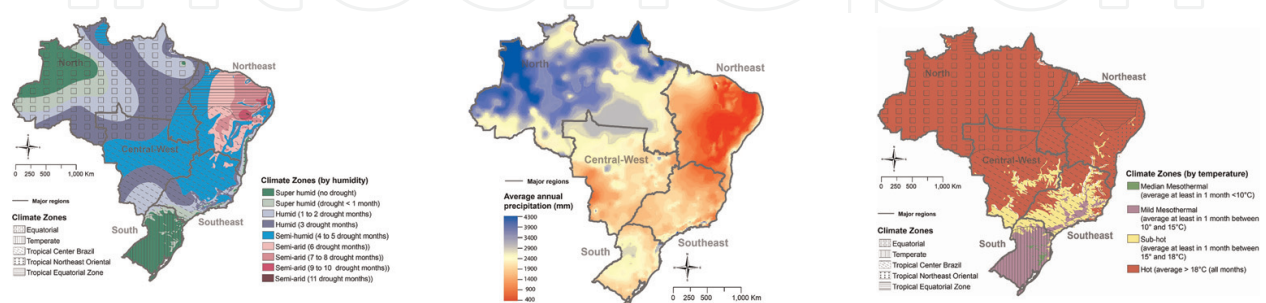 North
Northeast
Central-West
Southeast
South
0 250 500 1,000 Km
Major regions
Climate Zones
Equatorial
Temperate
Tropical Center Brazil
Tropical Northeast Oriental
Tropical Equatorial Zone
Climate Zones (by humidity)
Super humid (no drought)
Super humid (drought < 1 month)
Humid (1 to 2 drought months)
Humid (3 drought months)
Semi-humid (4 to 5 drought months)
Semi-arid (6 drought months))
Semi-arid (7 to 8 drought months))
Semi-arid (9 to 10 drought months))
Semi-arid (11 drought months))
North
Northeast
Central-West
Southeast
South
Major regions
Average annual
precipitation (mm)
4300
3400
2900
2400
1900
1400
900
400
0 250 500 1,000 Km
North
Northeast
Central-West
Southeast
South
0 250 500 1,000 Km
Major regions
Climate Zones
Equatorial
Temperate
Tropical Center Brazil
Tropical Northeast Oriental
Tropical Equatorial Zone
Climate Zones (by temperature)
Median Mesothermal
(average at least in 1 month <10°C)
Mild Mesothermal
(average at least in 1 month between
10° and 15°C)
Sub-hot
(average at least in 1 month between
15° and 18°C)
Hot (average > 18°C (all months)